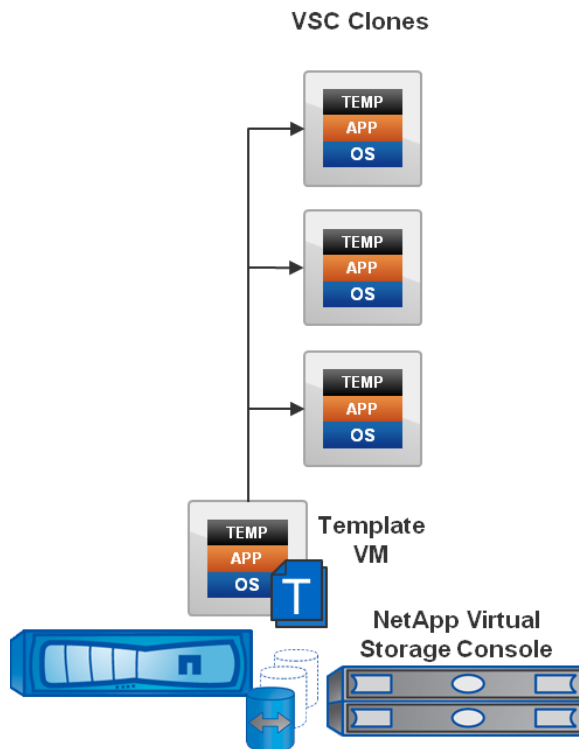 VSC Clones
TEMP
APP
OS
TEMP
APP
OS
TEMP
APP
OS
TEMP
APP
OS
T
Template
VM
NetApp Virtual
Storage Console